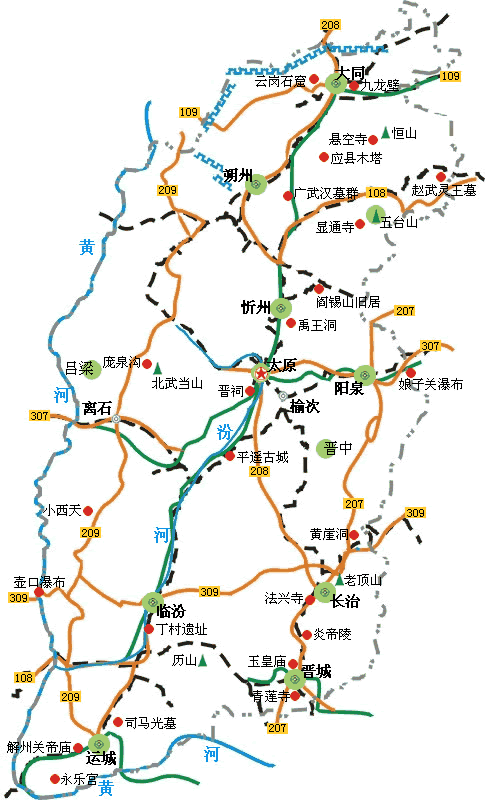 208
云岗石窟
大同
九龙壁
109
109
悬空寺
恒山
应县木塔
朔州
209
广武汉墓群
108
赵武灵王墓
显通寺
五台山
黄
忻州
阎锡山旧居
禹王洞
207
307
吕梁
庞泉沟
北武当山
太原
阳泉
娘子关瀑布
晋祠
榆次
河
307
离石
汾
晋中
平遥古城
208
小西天
207
309
209
河
黄崖洞
壶口瀑布
309
309
老顶山
临汾
法兴寺
长治
丁村遗址
炎帝陵
历山
玉皇庙
晋城
108
209
青莲寺
司马光墓
207
解州关帝庙
运城
河
永乐宫
黄